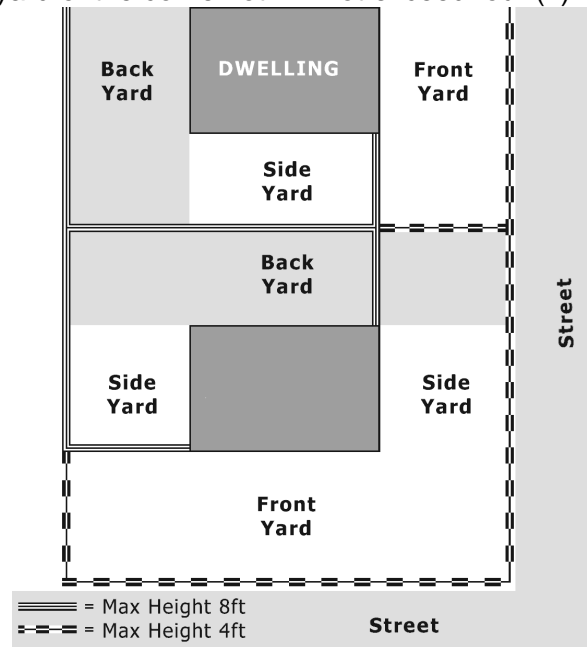 Back
Yard
DWELLING
Front
Yard
Side
Yard
Back
Yard
Street
Side
Yard
Side
Yard
Front
Yard
= Max Height 8ft
= Max Height 4ft
Street